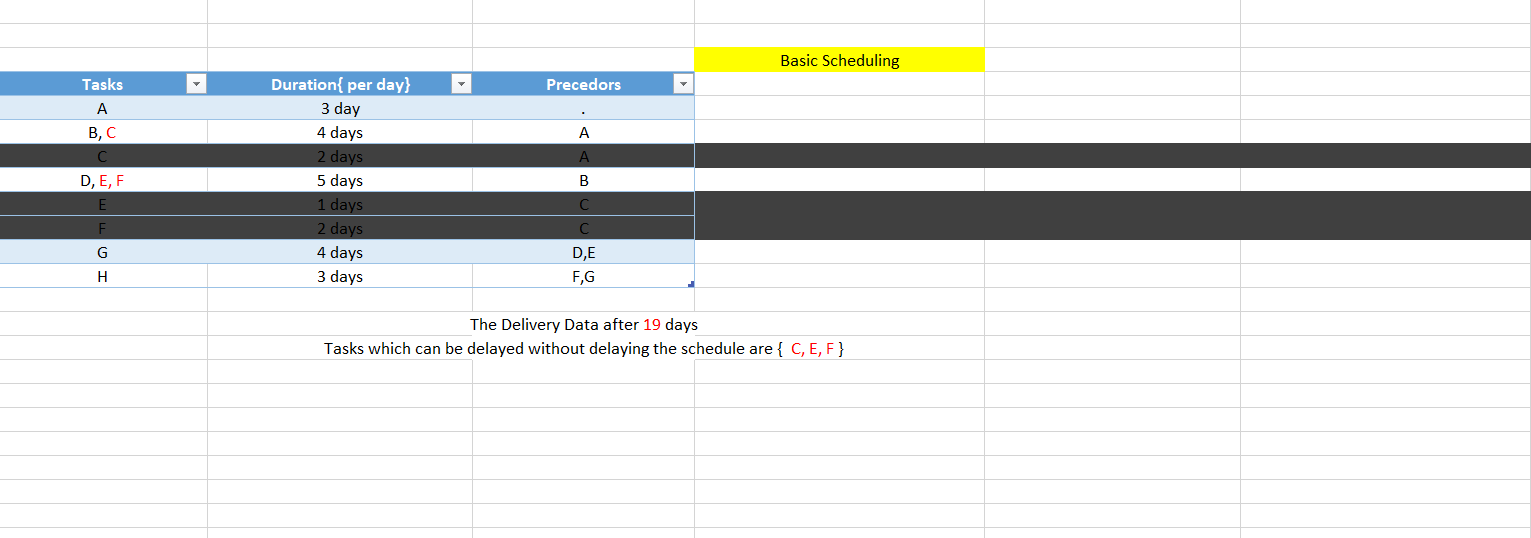 Basic Scheduling
Tasks Duration{ per day} Precedors
A 3 day .
B, C 4 days A
C 2 days A
D, E, F 5 days B
E 1 days C
F 2 days C
G 4 days D,E
H 3 days F,G
The Delivery Data after 19 days
Tasks which can be delayed without delaying the schedule are { C, E, F }